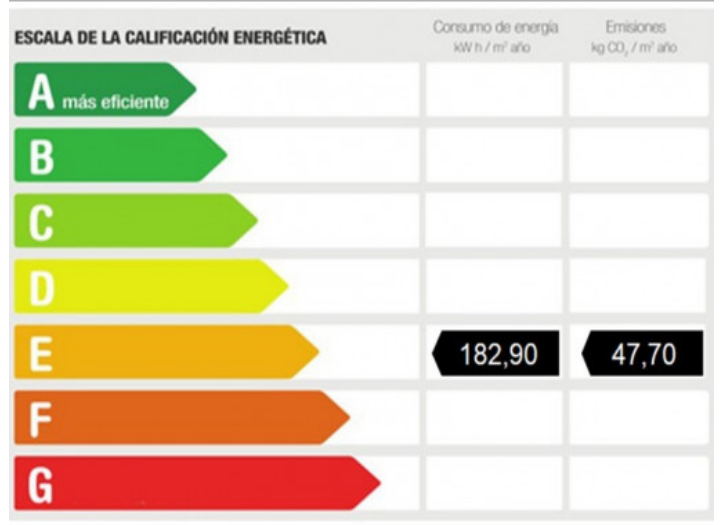 ESCALA DE LA CALIFICACIÓN ENERGÉTICA
Consumo de energía
kW h / m² año
Emisiones
kg CO₂ / m² año
A más eficiente
B
C
D
E 182,90 47,70
F
G